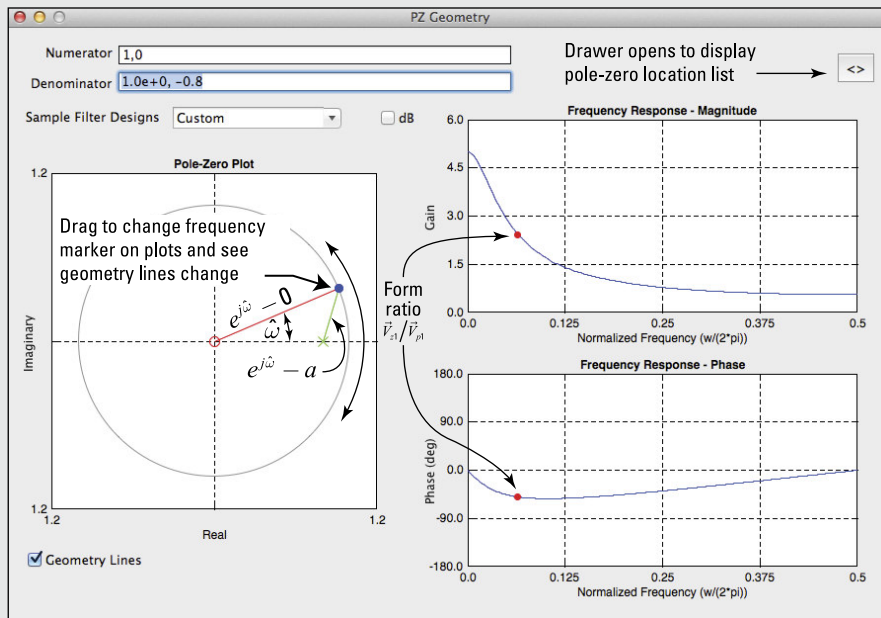 PZ Geometry
Numerator 1,0
Denominator 1.0e+0, -0.8
Sample Filter Designs Custom dB
Drawer opens to display
pole-zero location list
<>
Pole-Zero Plot
1.2
Drag to change frequency
marker on plots and see
geometry lines change
e^{jω̂} − 0
ω̂
e^{jω̂} − a
Imaginary
1.2
1.2 1.2
Real
Geometry Lines
Form
ratio
V⃗_{z1}/V⃗_{p1}
Frequency Response - Magnitude
6.0
4.5
3.0
1.5
0.0
Gain
0.0 0.125 0.25 0.375 0.5
Normalized Frequency (w/(2*pi))
Frequency Response - Phase
180.0
90.0
0.0
-90.0
-180.0
Phase (deg)
0.0 0.125 0.25 0.375 0.5
Normalized Frequency (w/(2*pi))